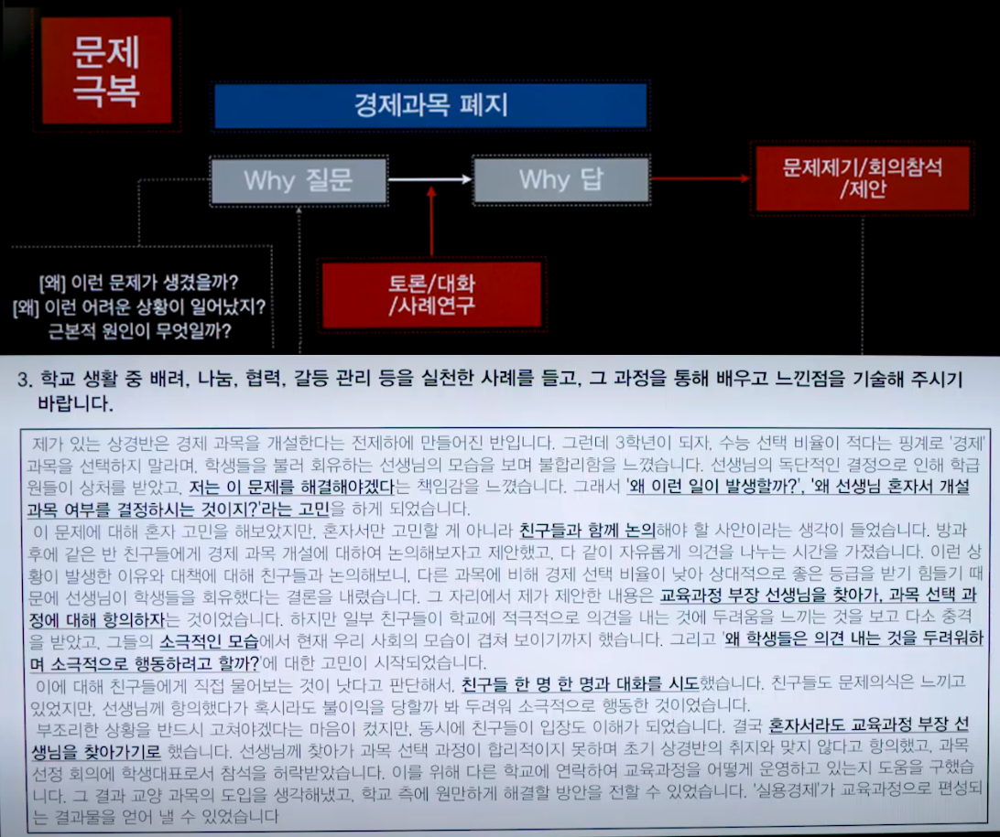 문제
극복
경제과목 폐지
Why 질문
Why 답
문제제기/회의참석
/제안
토론/대화
/사례연구
[왜] 이런 문제가 생겼을까?
[왜] 이런 어려운 상황이 일어났지?
근본적 원인이 무엇일까?
3. 학교 생활 중 배려, 나눔, 협력, 갈등 관리 등을 실천한 사례를 들고, 그 과정을 통해 배우고 느낀점을 기술해 주시기
바랍니다.
제가 있는 상경반은 경제 과목을 개설한다는 전제하에 만들어진 반입니다. 그런데 3학년이 되자, 수능 선택 비율이 적다는 핑계로 '경제'
과목을 선택하지 말라며, 학생들을 불러 회유하는 선생님의 모습을 보며 불합리함을 느꼈습니다. 선생님의 독단적인 결정으로 인해 학급
원들이 상처를 받았고, 저는 이 문제를 해결해야겠다는 책임감을 느꼈습니다. 그래서 '왜 이런 일이 발생할까?', '왜 선생님 혼자서 개설
과목 여부를 결정하시는 것이지?'라는 고민을 하게 되었습니다.
이 문제에 대해 혼자 고민을 해보았지만, 혼자서만 고민할 게 아니라 친구들과 함께 논의해야 할 사안이라는 생각이 들었습니다. 방과
후에 같은 반 친구들에게 경제 과목 개설에 대하여 논의해보자고 제안했고, 다 같이 자유롭게 의견을 나누는 시간을 가졌습니다. 이런 상
황이 발생한 이유와 대책에 대해 친구들과 논의해보니, 다른 과목에 비해 경제 선택 비율이 낮아 상대적으로 좋은 등급을 받기 힘들기 때
문에 선생님이 학생들을 회유했다는 결론을 내렸습니다. 그 자리에서 제가 제안한 내용은 교육과정 부장 선생님을 찾아가, 과목 선택 과
정에 대해 항의하자는 것이었습니다. 하지만 일부 친구들이 학교에 적극적으로 의견을 내는 것에 두려움을 느끼는 것을 보고 다소 충격
을 받았고, 그들의 소극적인 모습에서 현재 우리 사회의 모습이 겹쳐 보이기까지 했습니다. 그리고 '왜 학생들은 의견 내는 것을 두려워하
며 소극적으로 행동하려고 할까?'에 대한 고민이 시작되었습니다.
이에 대해 친구들에게 직접 물어보는 것이 낫다고 판단해서, 친구들 한 명 한 명과 대화를 시도했습니다. 친구들도 문제의식은 느끼고
있었지만, 선생님께 항의했다가 혹시라도 불이익을 당할까 봐 두려워 소극적으로 행동한 것이었습니다.
부조리한 상황을 반드시 고쳐야겠다는 마음이 컸지만, 동시에 친구들이 입장도 이해가 되었습니다. 결국 혼자서라도 교육과정 부장 선
생님을 찾아가기로 했습니다. 선생님께 찾아가 과목 선택 과정이 합리적이지 못하며 초기 상경반의 취지와 맞지 않다고 항의했고, 과목
선정 회의에 학생대표로서 참석을 허락받았습니다. 이를 위해 다른 학교에 연락하여 교육과정을 어떻게 운영하고 있는지 도움을 구했습
니다. 그 결과 교양 과목의 도입을 생각해냈고, 학교 측에 원만하게 해결할 방안을 전할 수 있었습니다. '실용경제'가 교육과정으로 편성되
는 결과물을 얻어 낼 수 있었습니다